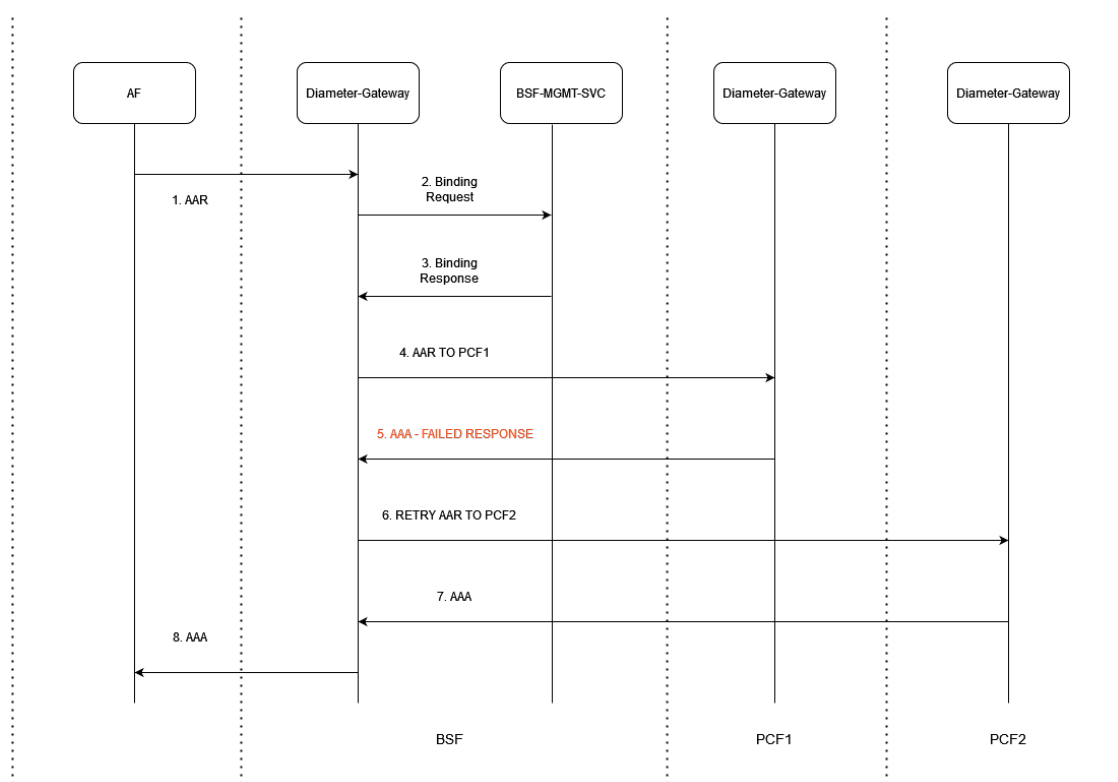 AF
Diameter-Gateway
BSF-MGMT-SVC
Diameter-Gateway
Diameter-Gateway
1. AAR
2. Binding
Request
3. Binding
Response
4. AAR TO PCF1
5. AAA - FAILED RESPONSE
6. RETRY AAR TO PCF2
7. AAA
8. AAA
BSF
PCF1
PCF2